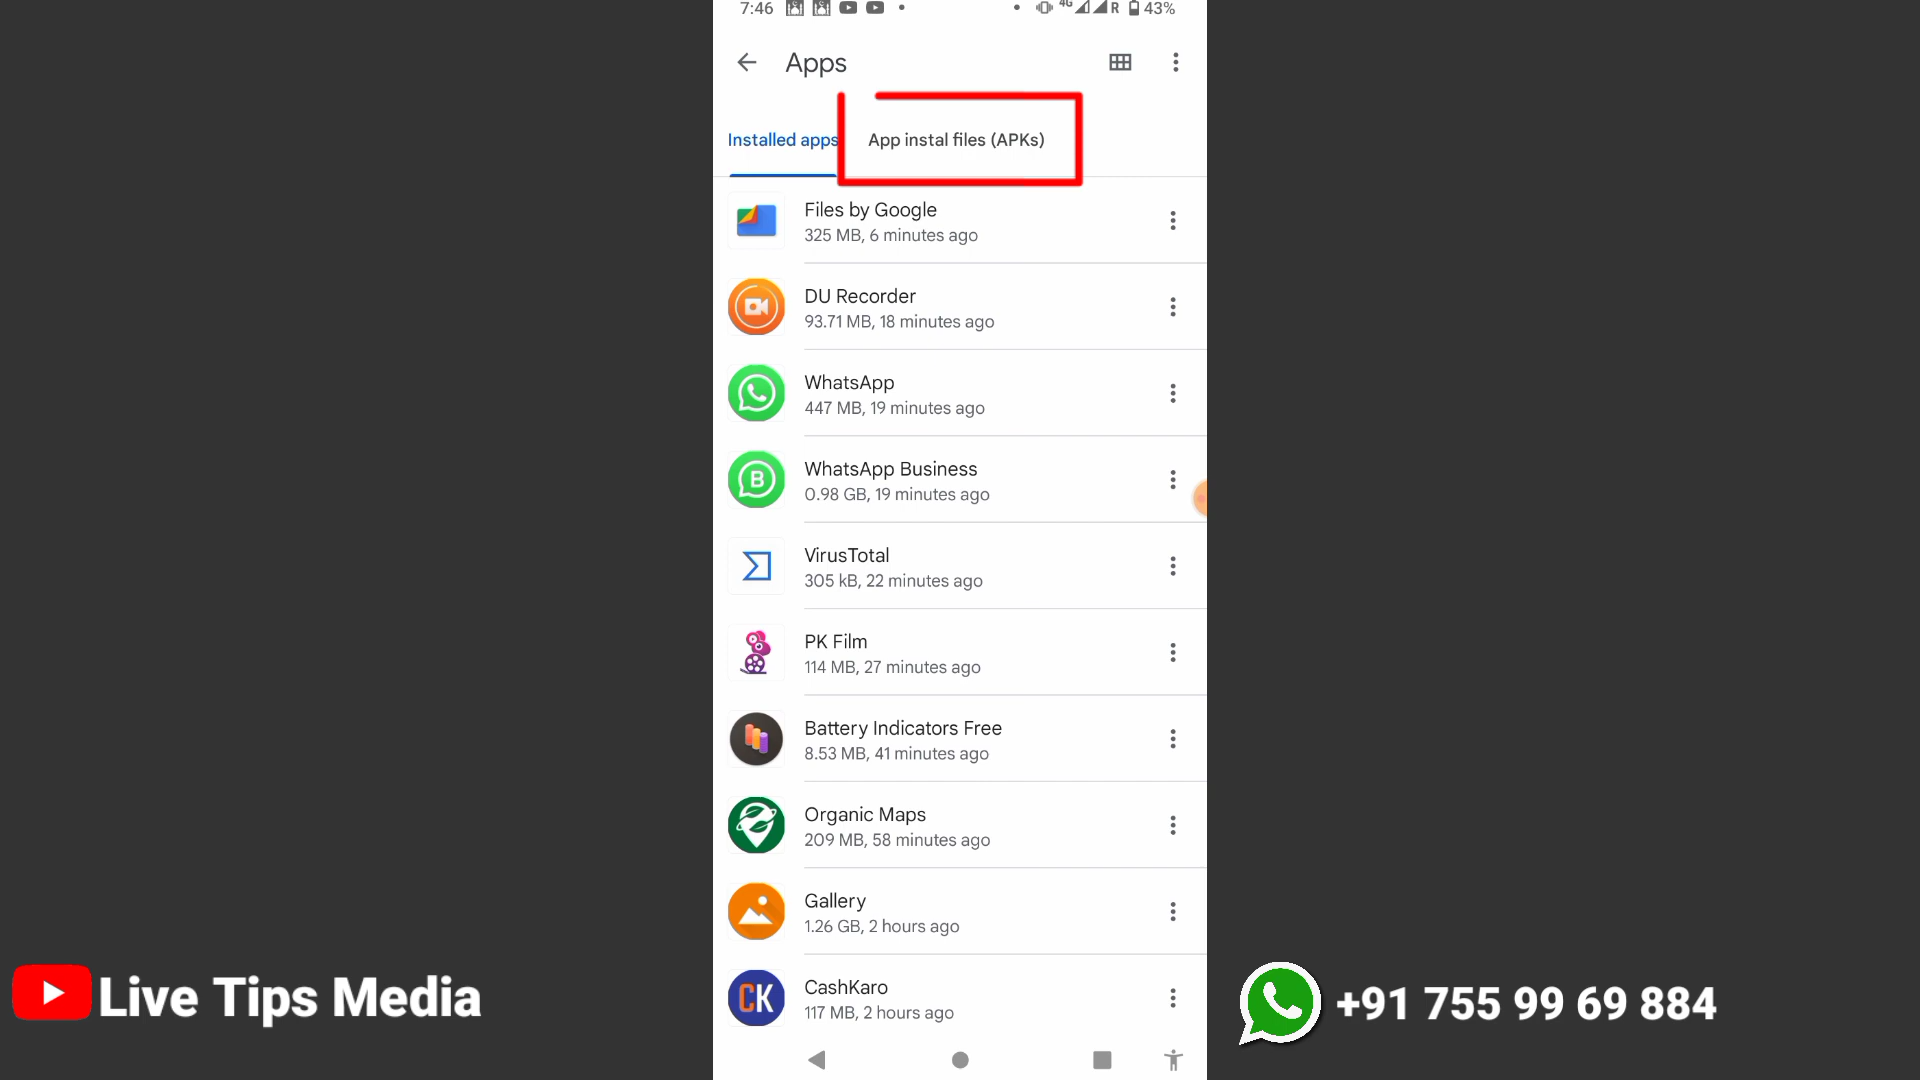 7:46
4G R 43%
Apps
Installed apps
App instal files (APKs)
Files by Google
325 MB, 6 minutes ago
DU Recorder
93.71 MB, 18 minutes ago
WhatsApp
447 MB, 19 minutes ago
WhatsApp Business
0.98 GB, 19 minutes ago
B
VirusTotal
305 kB, 22 minutes ago
PK Film
114 MB, 27 minutes ago
Battery Indicators Free
8.53 MB, 41 minutes ago
Organic Maps
209 MB, 58 minutes ago
Gallery
1.26 GB, 2 hours ago
CK
CashKaro
117 MB, 2 hours ago
Live Tips Media
+91 755 99 69 884